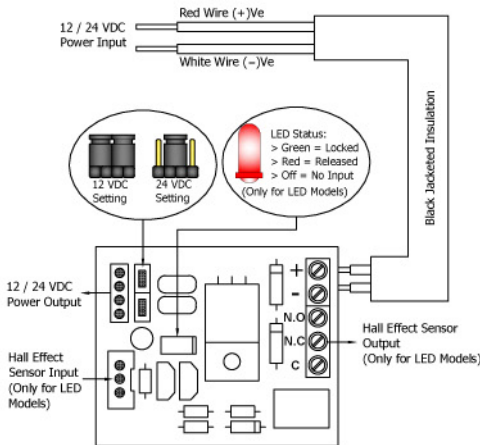 Red Wire (+)Ve
12 / 24 VDC
Power Input
White Wire (−)Ve
Black Jacketed Insulation
12 VDC
Setting
24 VDC
Setting
LED Status:
> Green = Locked
> Red = Released
> Off = No Input
(Only for LED Models)
12 / 24 VDC
Power Output
+
-
N.O
N.C
C
Hall Effect Sensor
Output
(Only for LED Models)
Hall Effect
Sensor Input
(Only for LED
Models)